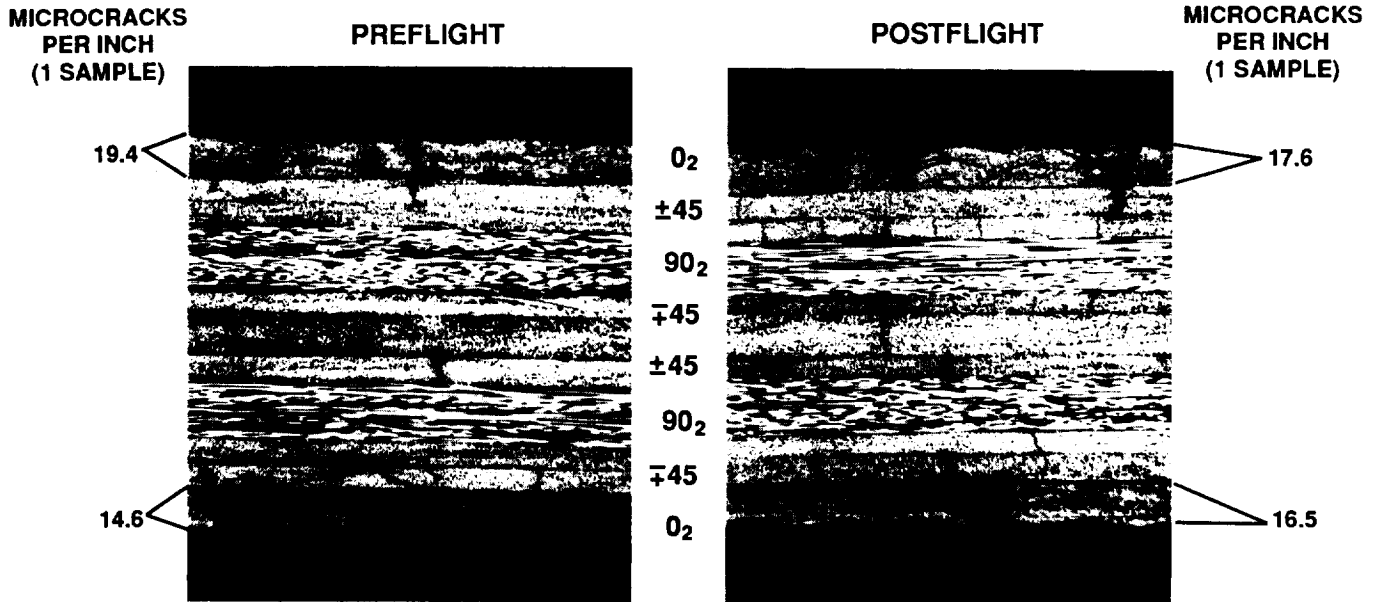 MICROCRACKS
PER INCH
(1 SAMPLE)
PREFLIGHT
POSTFLIGHT
MICROCRACKS
PER INCH
(1 SAMPLE)
19.4
14.6
0₂
±45
90₂
∓45
±45
90₂
∓45
0₂
17.6
16.5